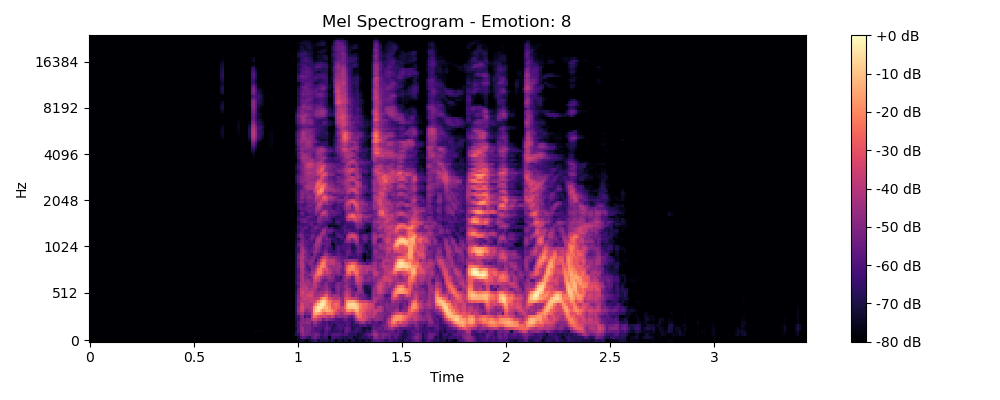 Mel Spectrogram - Emotion: 8
Hz
16384
8192
4096
2048
1024
512
0
0 0.5 1 1.5 2 2.5 3
Time
+0 dB
-10 dB
-20 dB
-30 dB
-40 dB
-50 dB
-60 dB
-70 dB
-80 dB